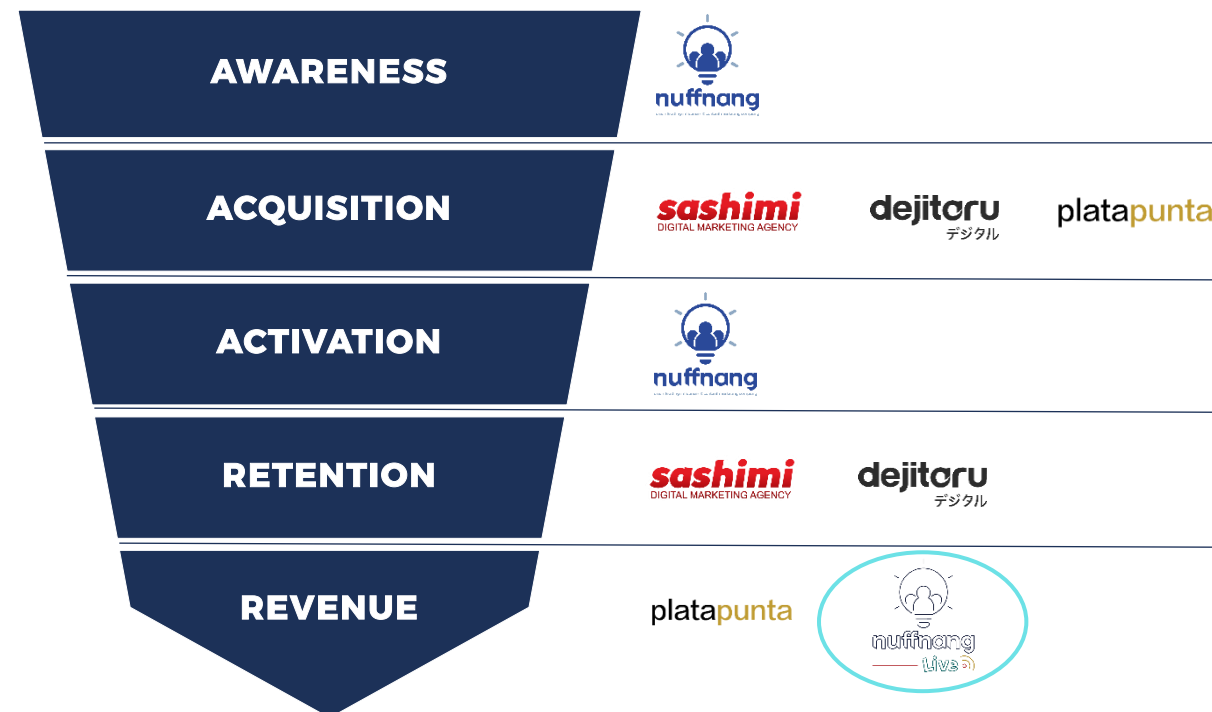 AWARENESS
nuffnang
ACQUISITION
sashimi
DIGITAL MARKETING AGENCY
dejitaru
デジタル
platapunta
ACTIVATION
nuffnang
RETENTION
sashimi
DIGITAL MARKETING AGENCY
dejitaru
デジタル
REVENUE
platapunta
nuffnang
Live